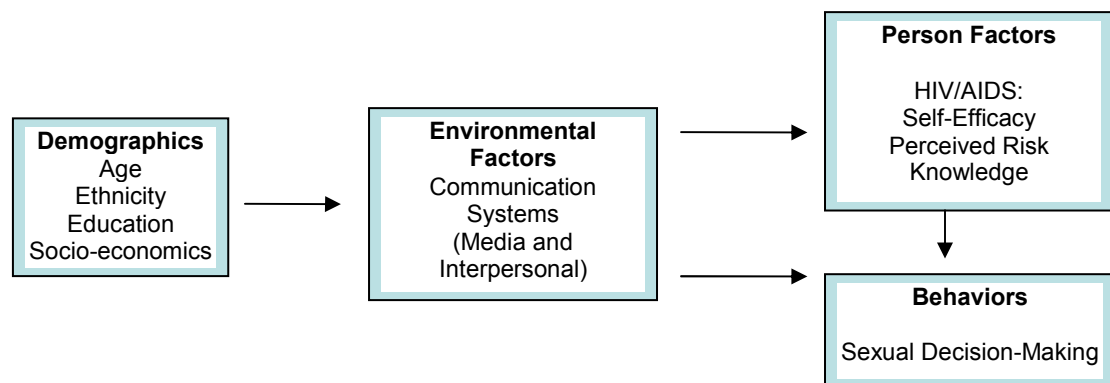 Demographics
Age
Ethnicity
Education
Socio-economics
Environmental
Factors
Communication
Systems
(Media and
Interpersonal)
Person Factors
HIV/AIDS:
Self-Efficacy
Perceived Risk
Knowledge
Behaviors
Sexual Decision-Making